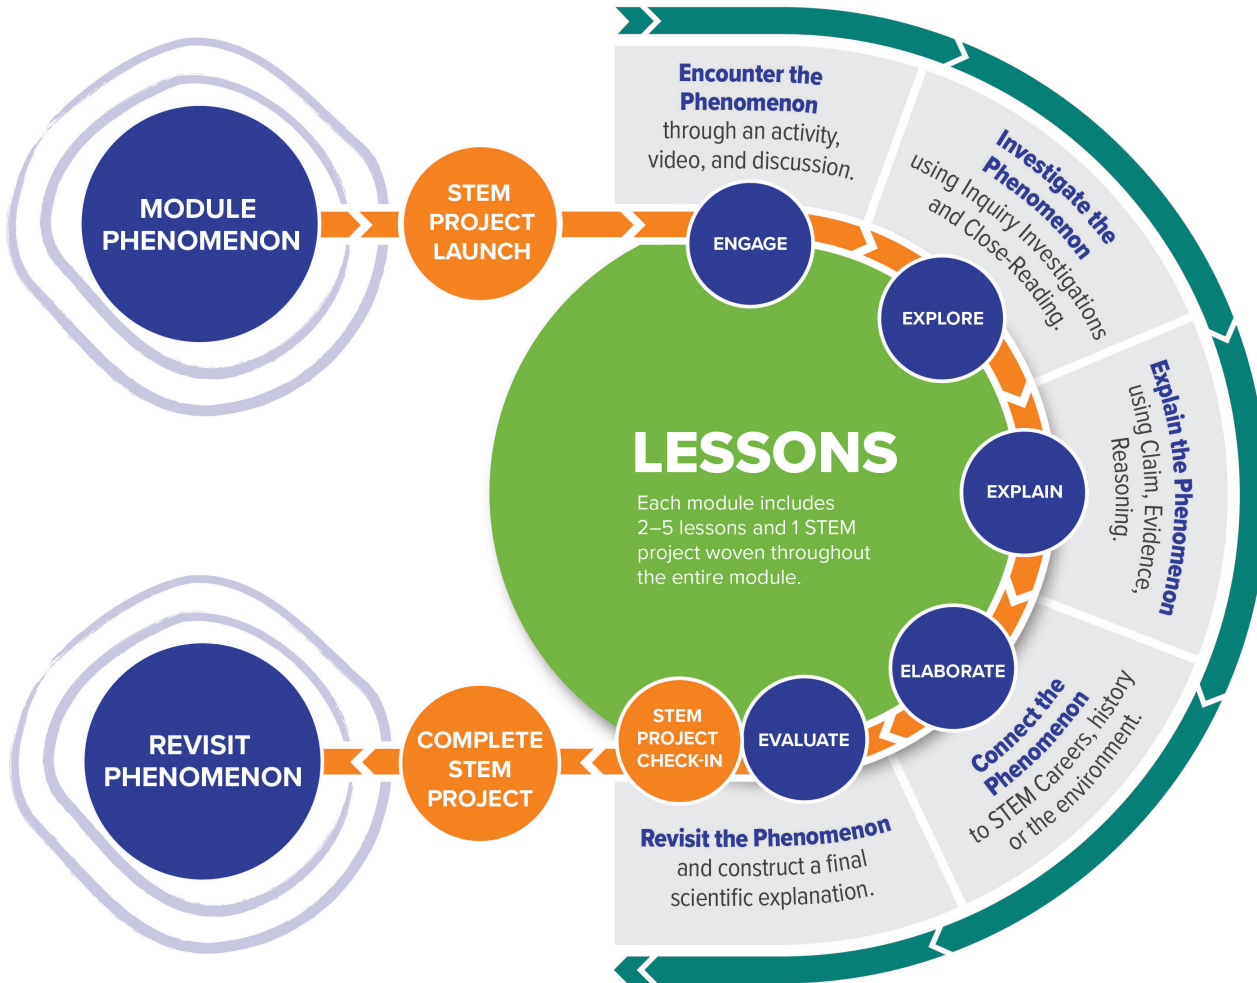 MODULE
PHENOMENON
STEM
PROJECT
LAUNCH
Encounter the
Phenomenon
through an activity,
video, and discussion.
ENGAGE
Investigate the
Phenomenon
using Inquiry Investigations
and Close-Reading.
EXPLORE
Explain the Phenomenon
using Claim, Evidence,
Reasoning.
EXPLAIN
LESSONS
Each module includes
2–5 lessons and 1 STEM
project woven throughout
the entire module.
ELABORATE
Connect the
Phenomenon
to STEM Careers, history
or the environment.
EVALUATE
Revisit the Phenomenon
and construct a final
scientific explanation.
STEM
PROJECT
CHECK-IN
COMPLETE
STEM
PROJECT
REVISIT
PHENOMENON